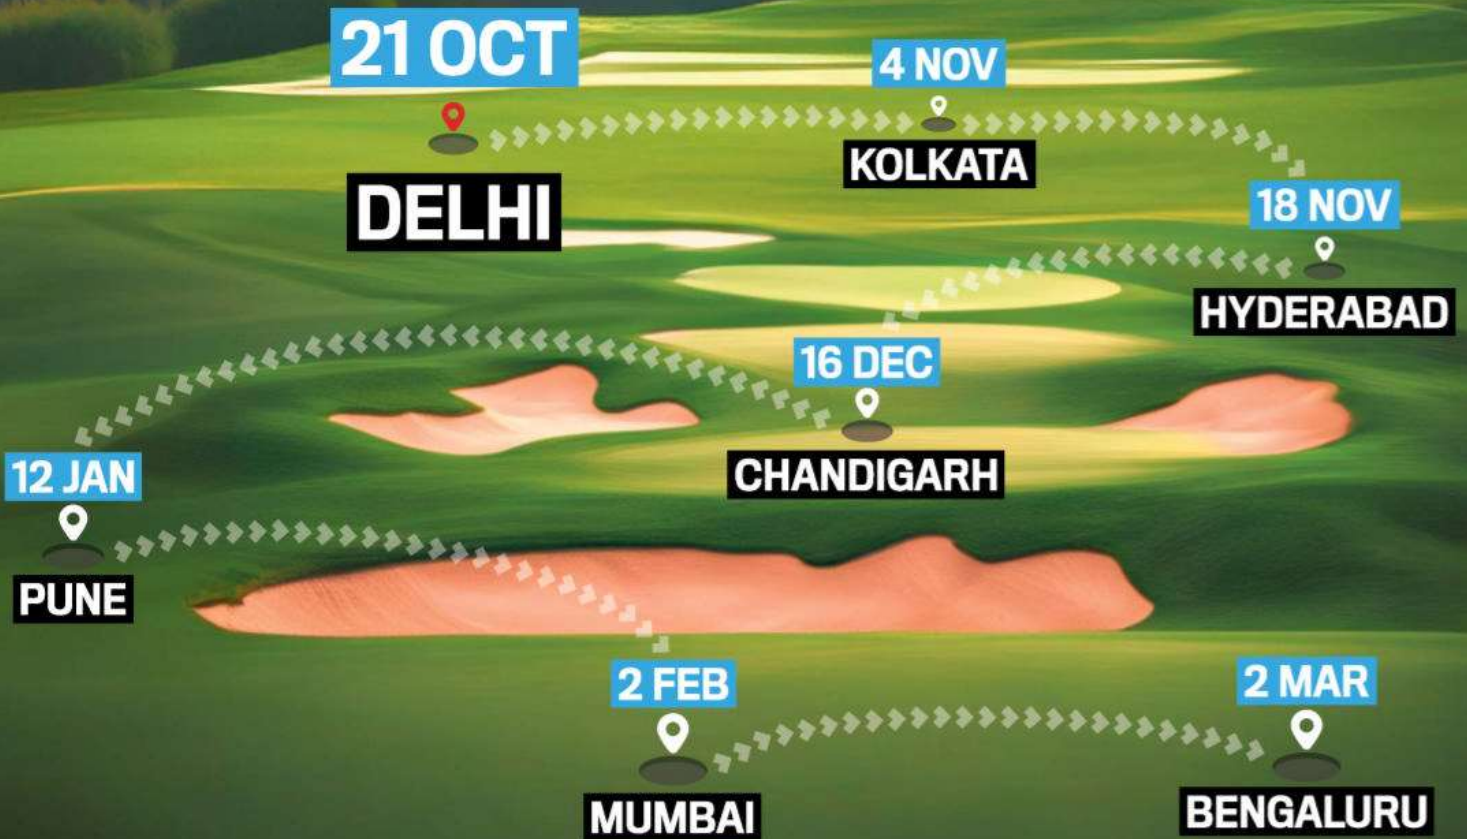 21 OCT
DELHI
4 NOV
KOLKATA
18 NOV
HYDERABAD
16 DEC
CHANDIGARH
12 JAN
PUNE
2 FEB
MUMBAI
2 MAR
BENGALURU